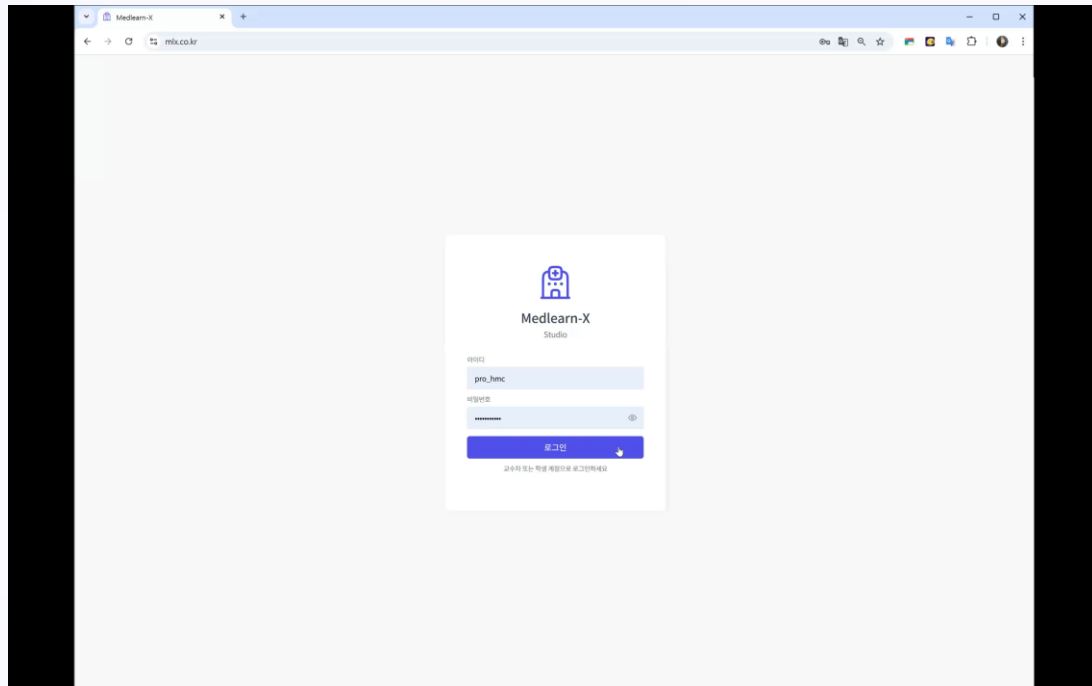 Medlearn-X
mlx.co.kr
Medlearn-X
Studio
아이디
pro_hmc
비밀번호
•••••••••••
로그인
교수자 또는 학생 계정으로 로그인하세요